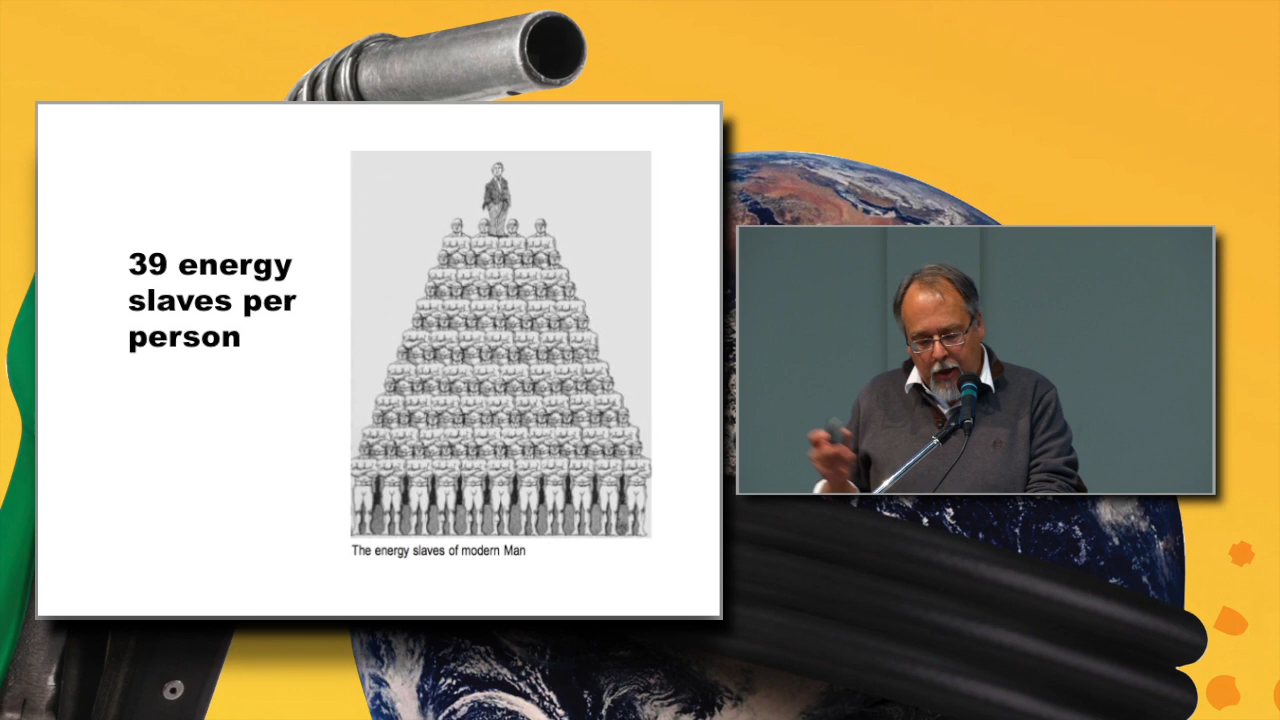 39 energy
slaves per
person
The energy slaves of modern Man